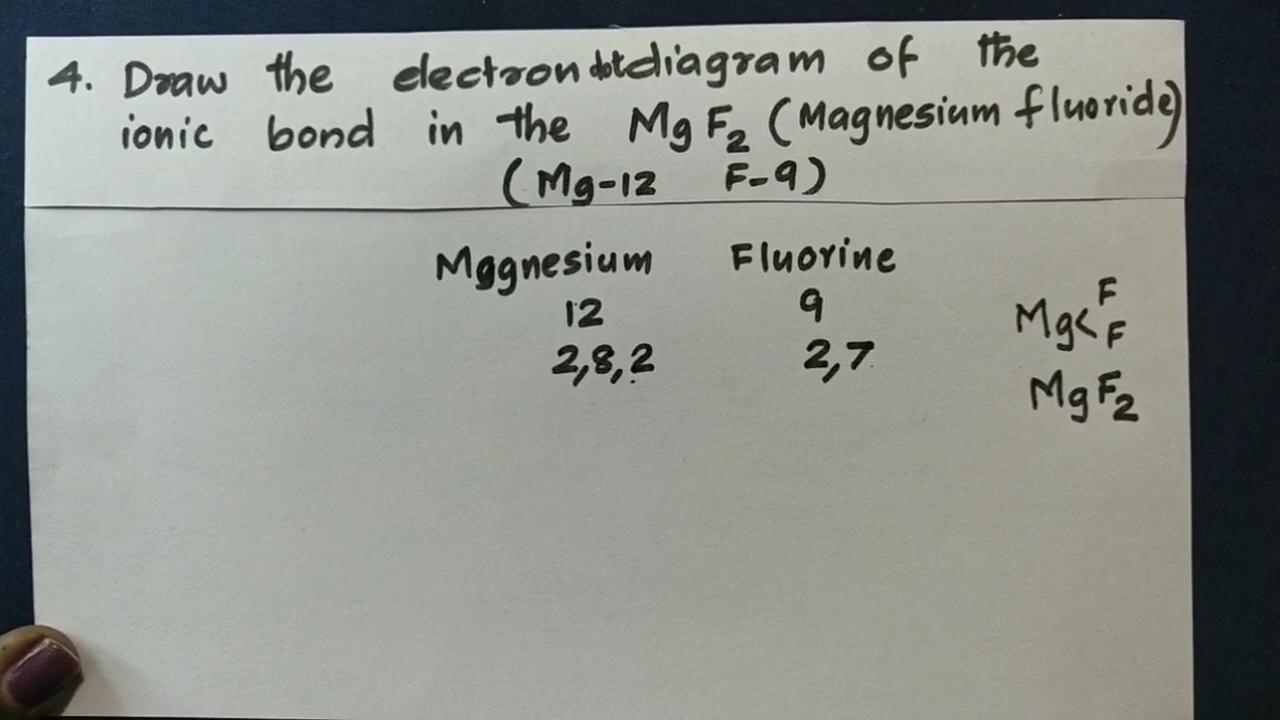 4. Draw the electron dot diagram of the
ionic bond in the MgF₂ (Magnesium fluoride)
(Mg-12 F-9)
Mggnesium Fluorine
12 9
2,8,2 2,7
Mg< F
F
MgF₂